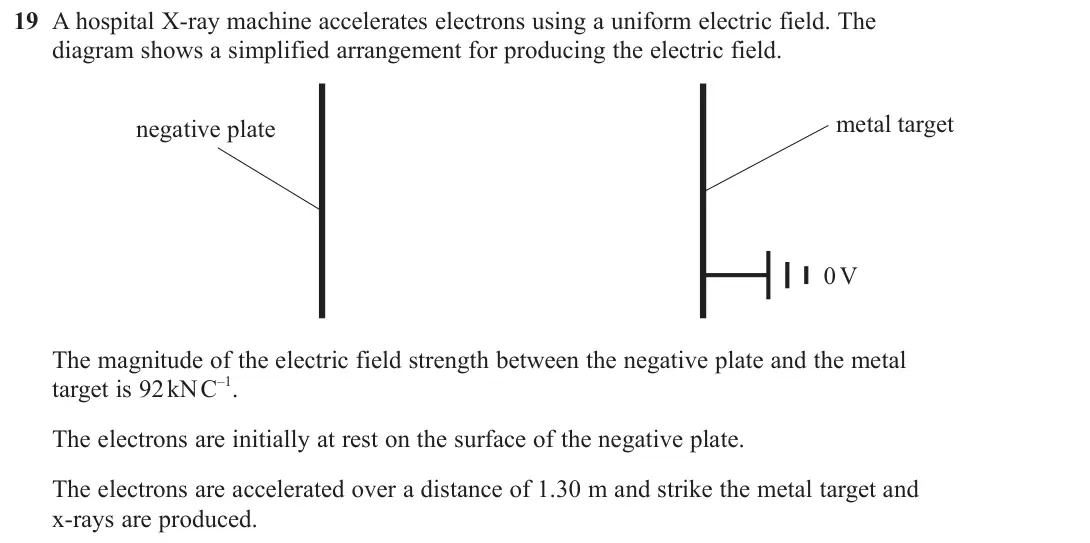 19 A hospital X-ray machine accelerates electrons using a uniform electric field. The
diagram shows a simplified arrangement for producing the electric field.
negative plate
metal target
0 V
The magnitude of the electric field strength between the negative plate and the metal
target is 92 kN C⁻¹.
The electrons are initially at rest on the surface of the negative plate.
The electrons are accelerated over a distance of 1.30 m and strike the metal target and
x-rays are produced.